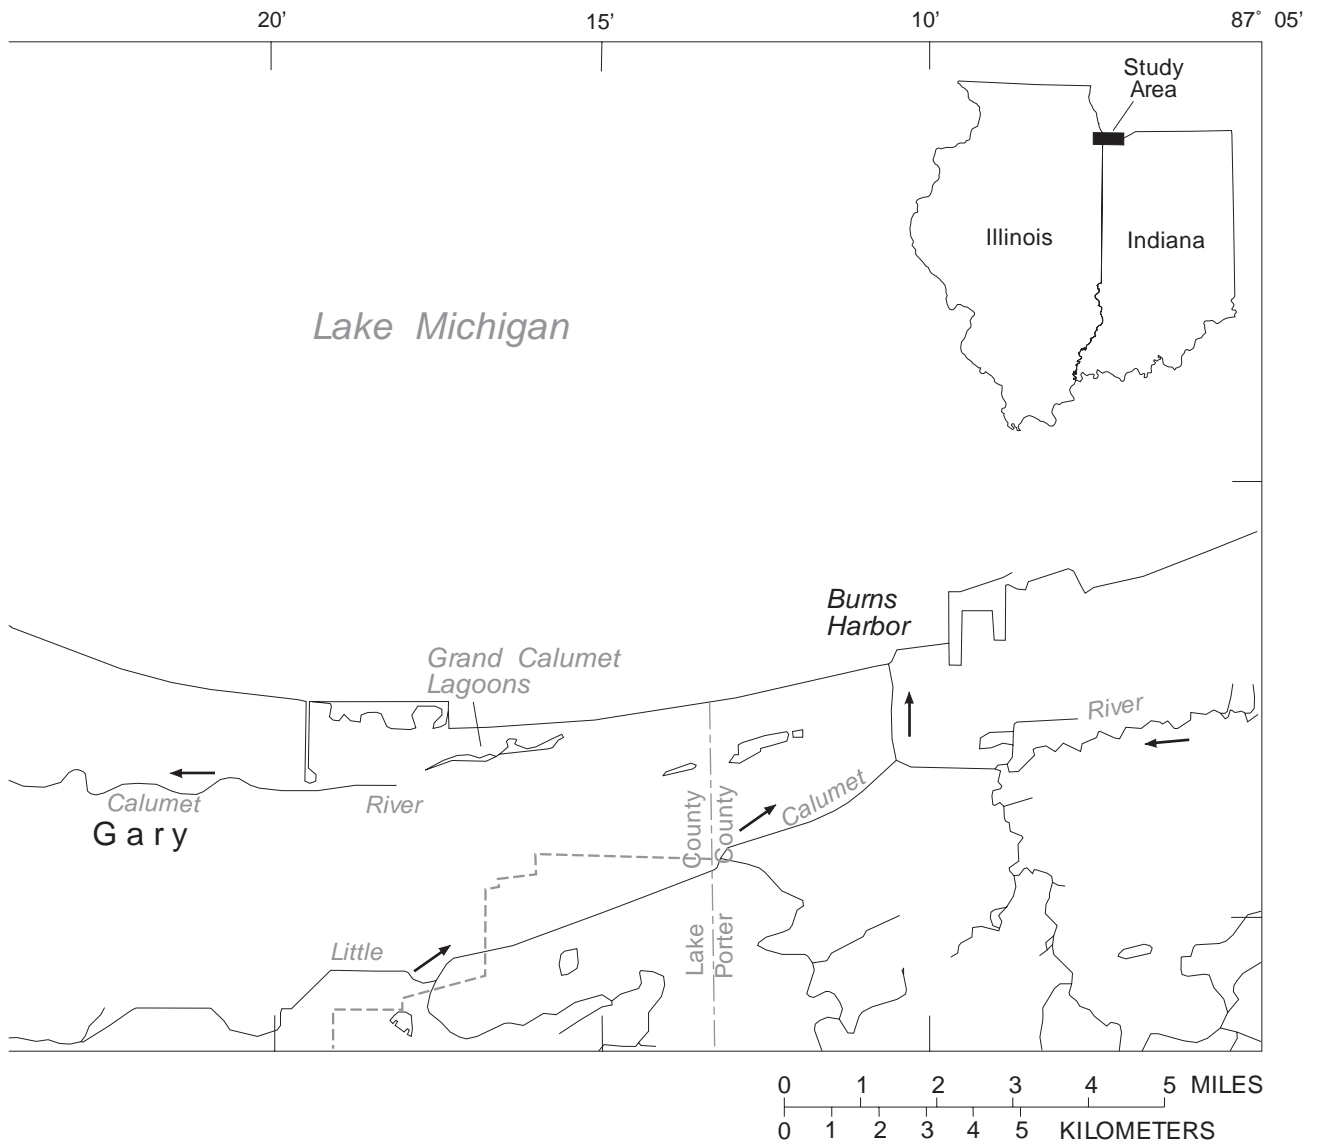 20’ 15’ 10’ 87° 05’
Study
Area
Illinois
Indiana
Lake Michigan
Burns
Harbor
Grand Calumet
Lagoons
River
Calumet
River
Gary
Calumet
County
County
Little
Lake
Porter
0 1 2 3 4 5 MILES
0 1 2 3 4 5 KILOMETERS